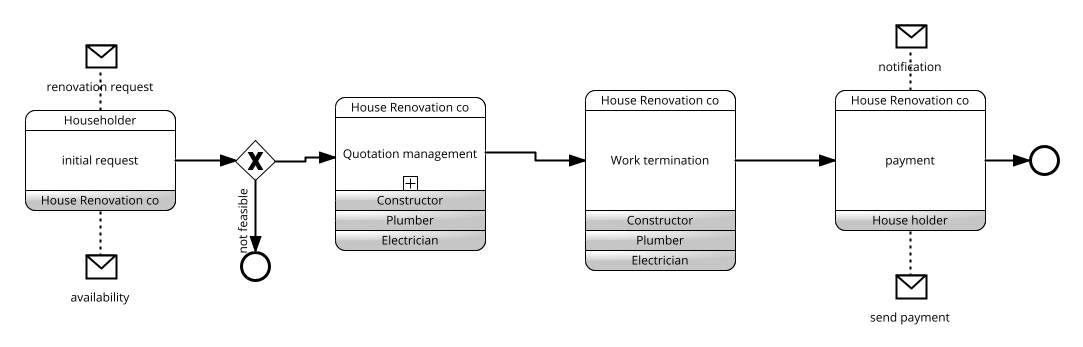 renovation request
Householder
initial request
House Renovation co
availability
not feasible
House Renovation co
Quotation management
Constructor
Plumber
Electrician
House Renovation co
Work termination
Constructor
Plumber
Electrician
notification
House Renovation co
payment
House holder
send payment